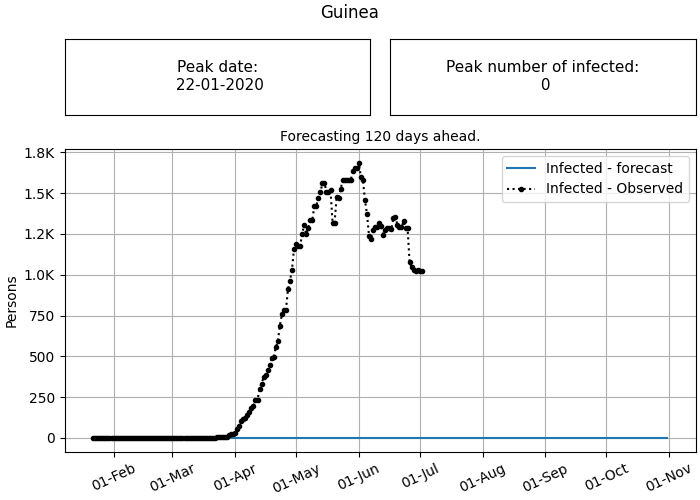 Guinea
Peak date:
22-01-2020
Peak number of infected:
0
Forecasting 120 days ahead.
1.8K
1.5K
1.2K
1.0K
750
500
250
0
Persons
Infected - forecast
Infected - Observed
01-Feb
01-Mar
01-Apr
01-May
01-Jun
01-Jul
01-Aug
01-Sep
01-Oct
01-Nov